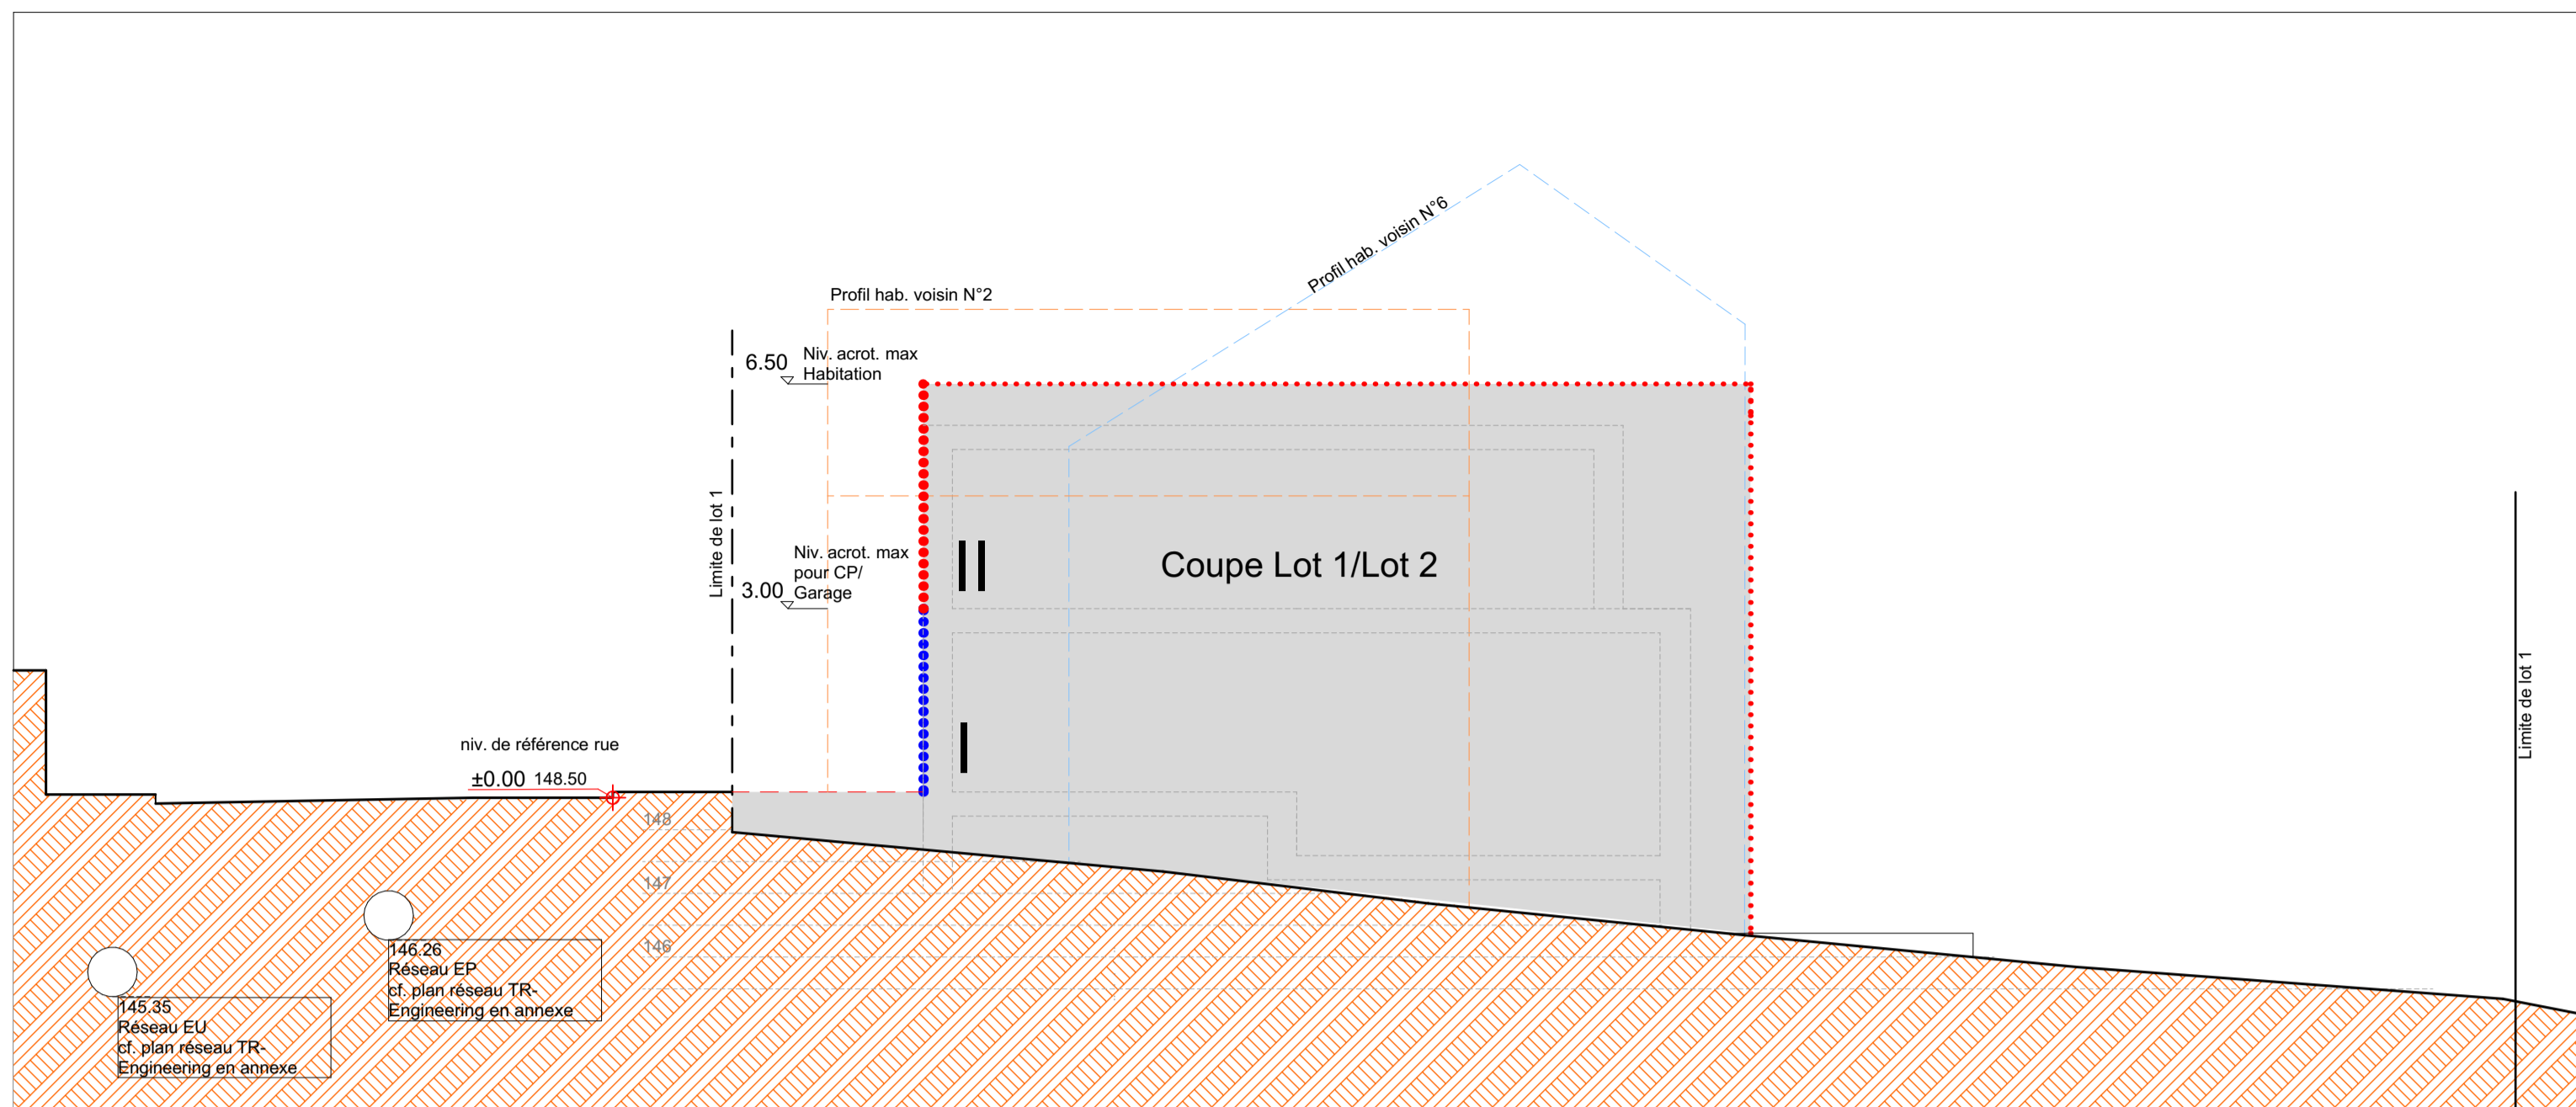 Profil hab. voisin N°6
Profil hab. voisin N°2
6.50
Niv. acrot. max
Habitation
Limite de lot 1
Niv. acrot. max
pour CP/
3.00 Garage
II
Coupe Lot 1/Lot 2
I
Limite de lot 1
niv. de référence rue
±0.00 148.50
148
147
146
146.26
Réseau EP
cf. plan réseau TR-
Engineering en annexe
145.35
Réseau EU
cf. plan réseau TR-
Engineering en annexe